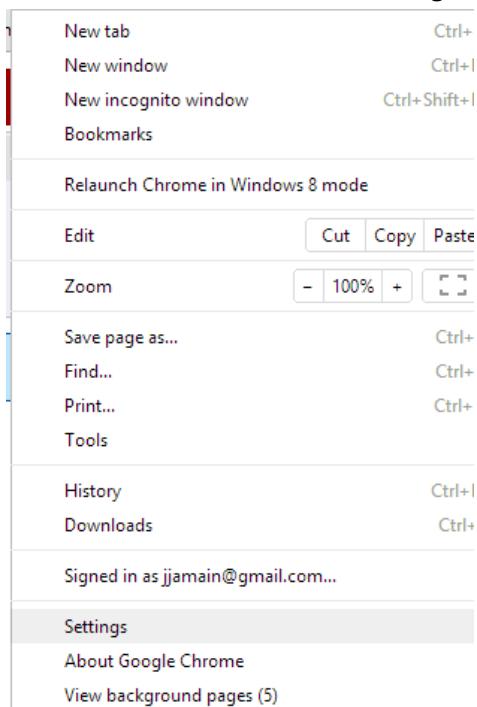 New tab Ctrl+
New window Ctrl+
New incognito window Ctrl+Shift+
Bookmarks
Relaunch Chrome in Windows 8 mode
Edit Cut Copy Paste
Zoom - 100% +
Save page as... Ctrl+
Find... Ctrl+
Print... Ctrl+
Tools
History Ctrl+
Downloads Ctrl+
Signed in as jjamain@gmail.com...
Settings
About Google Chrome
View background pages (5)